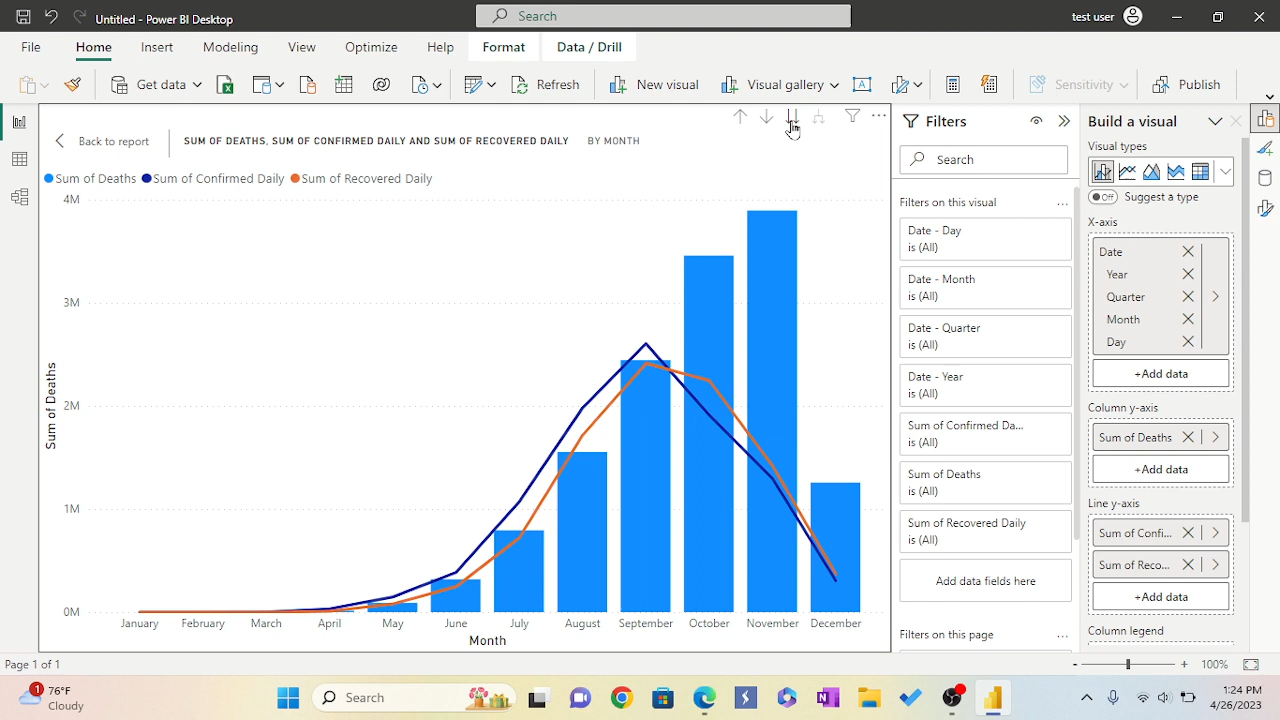 Untitled - Power BI Desktop
Search
test user
File Home Insert Modeling View Optimize Help Format Data / Drill
Get data
Refresh
New visual
Visual gallery
Sensitivity
Publish
Back to report
SUM OF DEATHS, SUM OF CONFIRMED DAILY AND SUM OF RECOVERED DAILY BY MONTH
Sum of Deaths Sum of Confirmed Daily Sum of Recovered Daily
4M
3M
2M
1M
0M
Sum of Deaths
January February March April May June July August September October November December
Month
Filters
Search
Filters on this visual
Date - Day
is (All)
Date - Month
is (All)
Date - Quarter
is (All)
Date - Year
is (All)
Sum of Confirmed Da...
is (All)
Sum of Deaths
is (All)
Sum of Recovered Daily
is (All)
Add data fields here
Filters on this page
Build a visual
Visual types
Off Suggest a type
X-axis
Date
Year
Quarter
Month
Day
+Add data
Column y-axis
Sum of Deaths
+Add data
Line y-axis
Sum of Confi...
Sum of Reco...
+Add data
Column legend
Page 1 of 1
- + 100%
1
76°F
Cloudy
Search
1:24 PM
4/26/2023